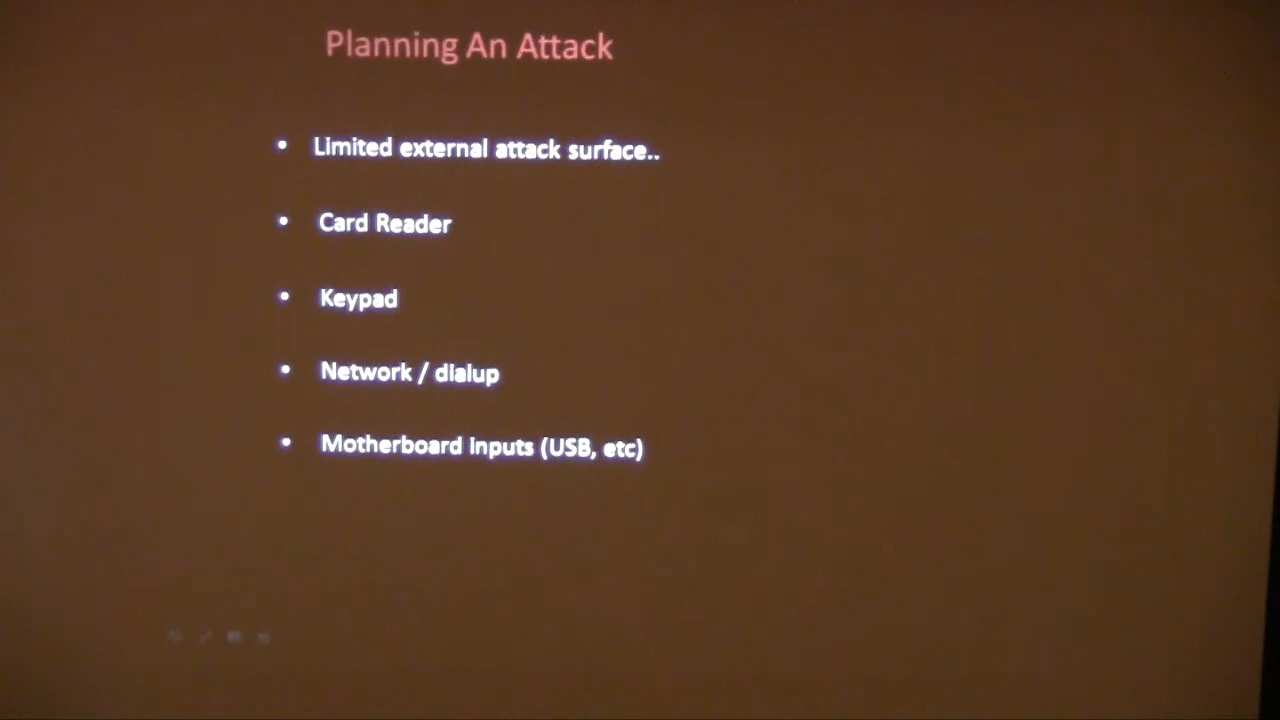 Planning An Attack
• Limited external attack surface..
• Card Reader
• Keypad
• Network / dialup
• Motherboard inputs (USB, etc)